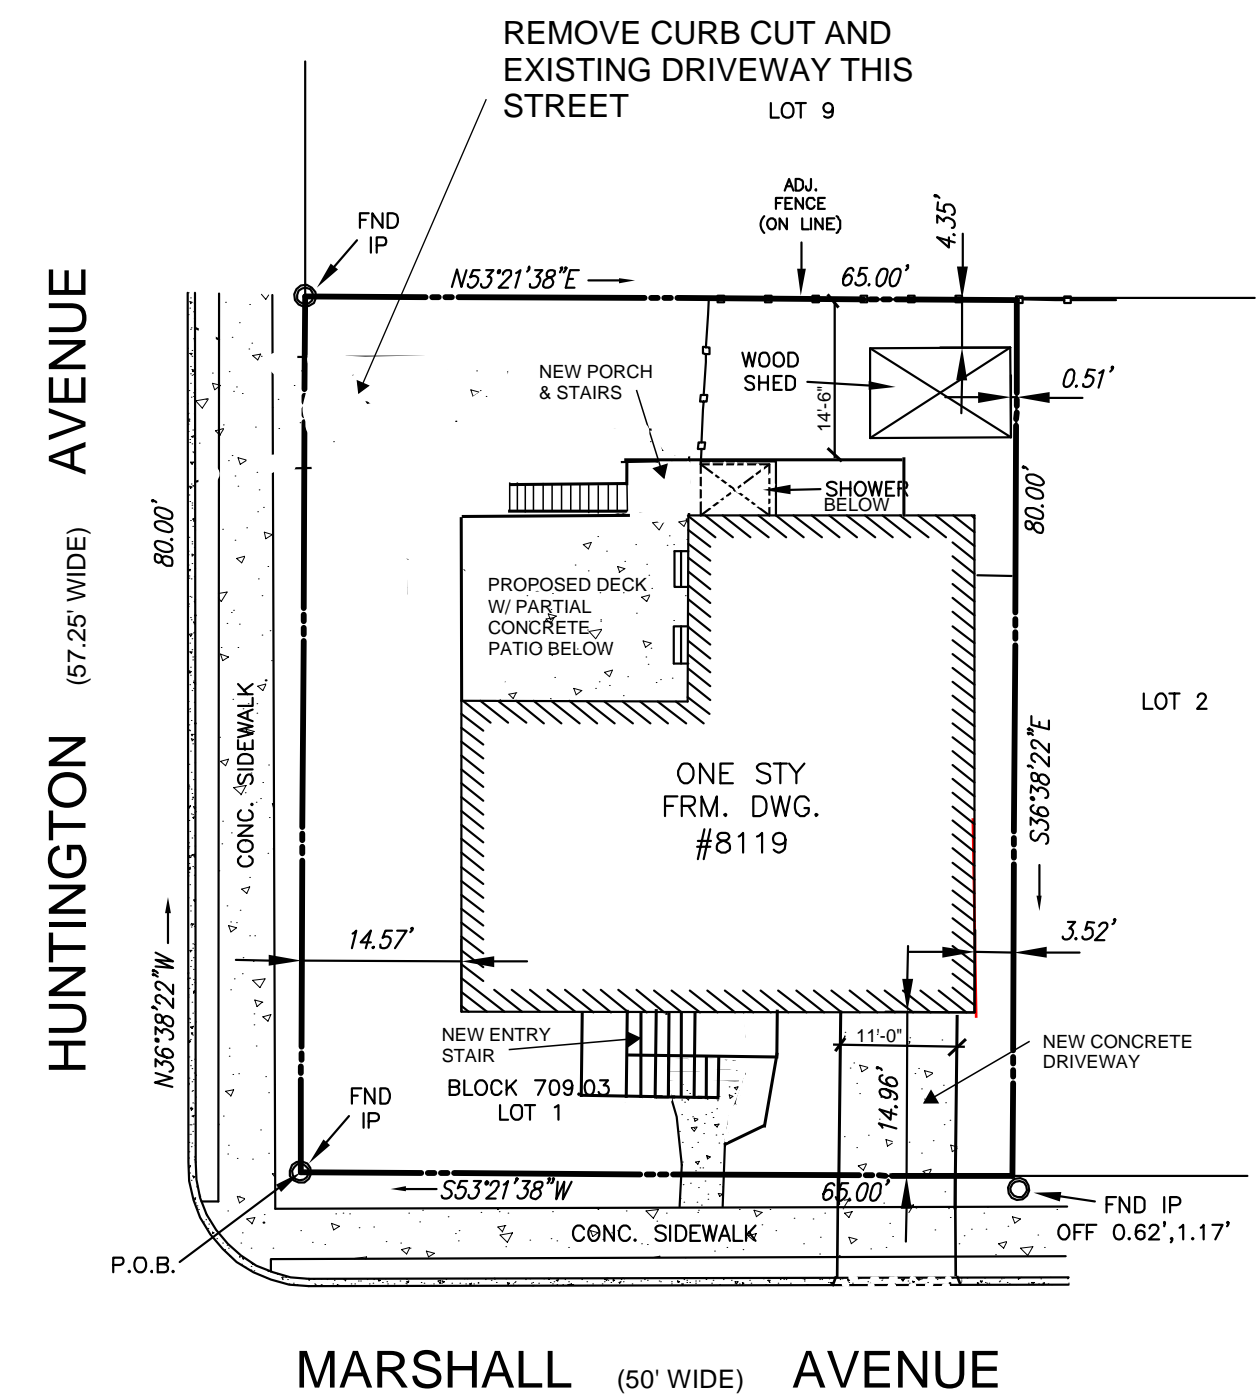 REMOVE CURB CUT AND
EXISTING DRIVEWAY THIS
STREET
LOT 9
ADJ.
FENCE
(ON LINE)
4.35'
FND
IP
N53°21'38"E
65.00'
WOOD
SHED
0.51'
NEW PORCH
& STAIRS
14'-6"
SHOWER
BELOW
80.00'
80.00'
HUNTINGTON (57.25' WIDE) AVENUE
PROPOSED DECK
W/ PARTIAL
CONCRETE
PATIO BELOW
CONC. SIDEWALK
LOT 2
ONE STY
FRM. DWG.
#8119
S36°38'22"E
14.57'
3.52'
N36°38'22"W
NEW ENTRY
STAIR
11'-0"
NEW CONCRETE
DRIVEWAY
BLOCK 709.03
LOT 1
14.96'
FND
IP
S53°21'38"W
65.00'
FND IP
OFF 0.62',1.17'
CONC. SIDEWALK
P.O.B.
MARSHALL (50' WIDE) AVENUE